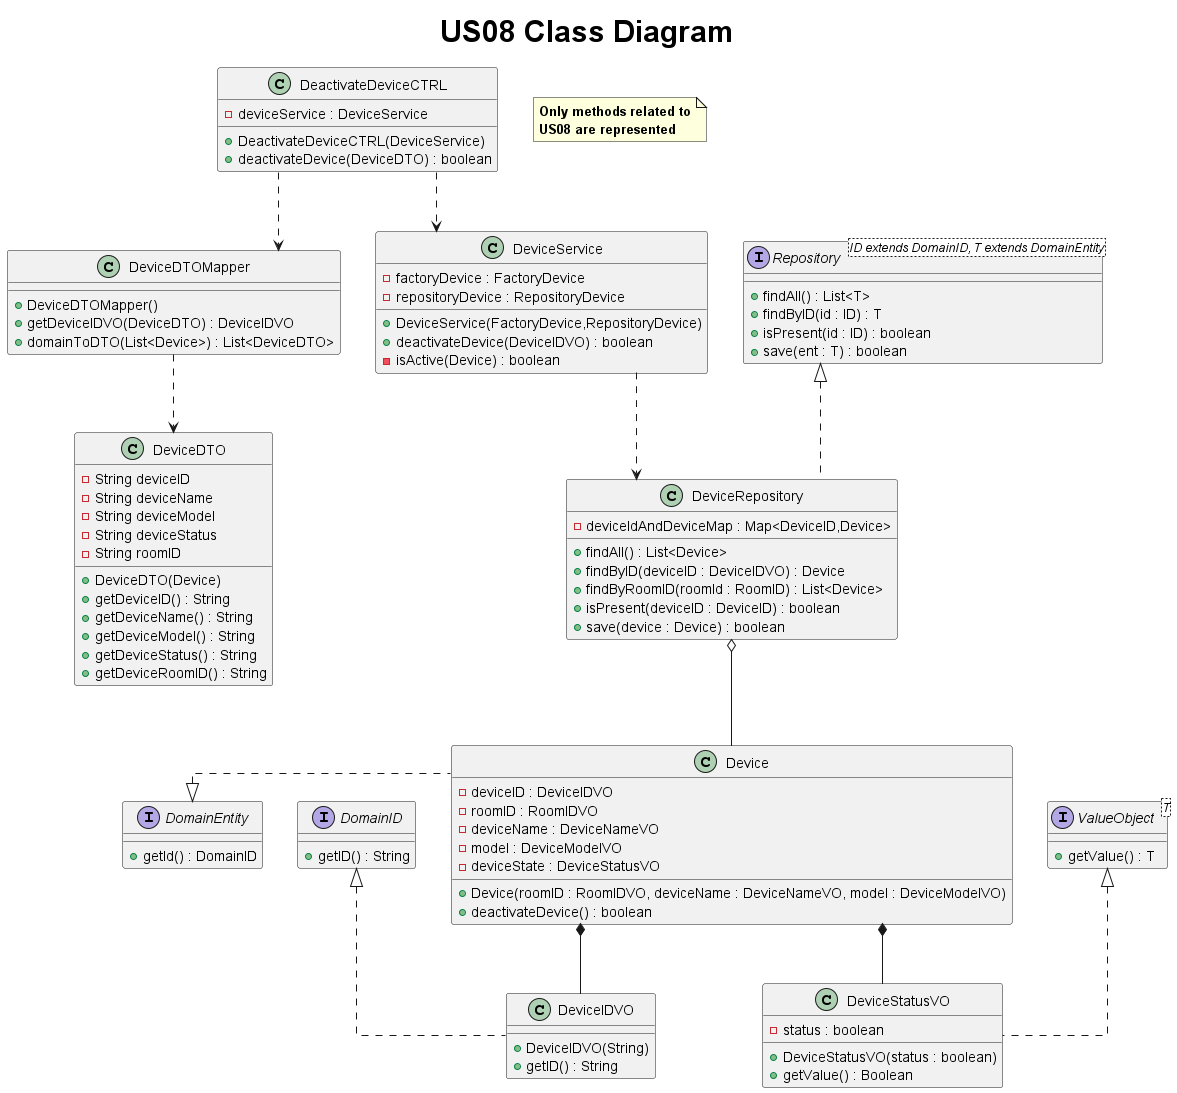 US08 Class Diagram
C DeactivateDeviceCTRL
deviceService : DeviceService
DeactivateDeviceCTRL(DeviceService)
deactivateDevice(DeviceDTO) : boolean
Only methods related to
US08 are represented
C DeviceDTOMapper
DeviceDTOMapper()
getDeviceIDVO(DeviceDTO) : DeviceIDVO
domainToDTO(List<Device>) : List<DeviceDTO>
C DeviceService
factoryDevice : FactoryDevice
repositoryDevice : RepositoryDevice
DeviceService(FactoryDevice,RepositoryDevice)
deactivateDevice(DeviceIDVO) : boolean
isActive(Device) : boolean
I Repository
ID extends DomainID, T extends DomainEntity
findAll() : List<T>
findByID(id : ID) : T
isPresent(id : ID) : boolean
save(ent : T) : boolean
C DeviceDTO
String deviceID
String deviceName
String deviceModel
String deviceStatus
String roomID
DeviceDTO(Device)
getDeviceID() : String
getDeviceName() : String
getDeviceModel() : String
getDeviceStatus() : String
getDeviceRoomID() : String
C DeviceRepository
deviceIdAndDeviceMap : Map<DeviceID,Device>
findAll() : List<Device>
findByID(deviceID : DeviceIDVO) : Device
findByRoomID(roomId : RoomID) : List<Device>
isPresent(deviceID : DeviceID) : boolean
save(device : Device) : boolean
I DomainEntity
getId() : DomainID
I DomainID
getID() : String
C Device
deviceID : DeviceIDVO
roomID : RoomIDVO
deviceName : DeviceNameVO
model : DeviceModelVO
deviceState : DeviceStatusVO
Device(roomID : RoomIDVO, deviceName : DeviceNameVO, model : DeviceModelVO)
deactivateDevice() : boolean
I ValueObject
T
getValue() : T
C DeviceIDVO
DeviceIDVO(String)
getID() : String
C DeviceStatusVO
status : boolean
DeviceStatusVO(status : boolean)
getValue() : Boolean